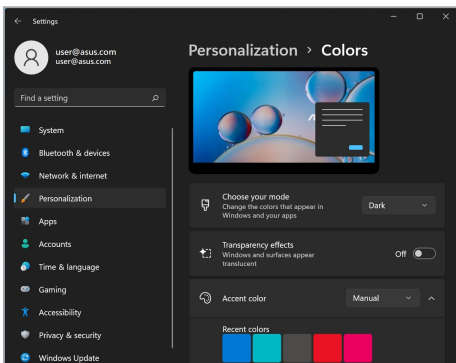 Settings
user@asus.com
user@asus.com
Find a setting
System
Bluetooth & devices
Network & internet
Personalization
Apps
Accounts
Time & language
Gaming
Accessibility
Privacy & security
Windows Update
Personalization > Colors
Choose your mode
Change the colors that appear in
Windows and your apps
Dark
Transparency effects
Windows and surfaces appear
translucent
Off
Accent color
Manual
Recent colors